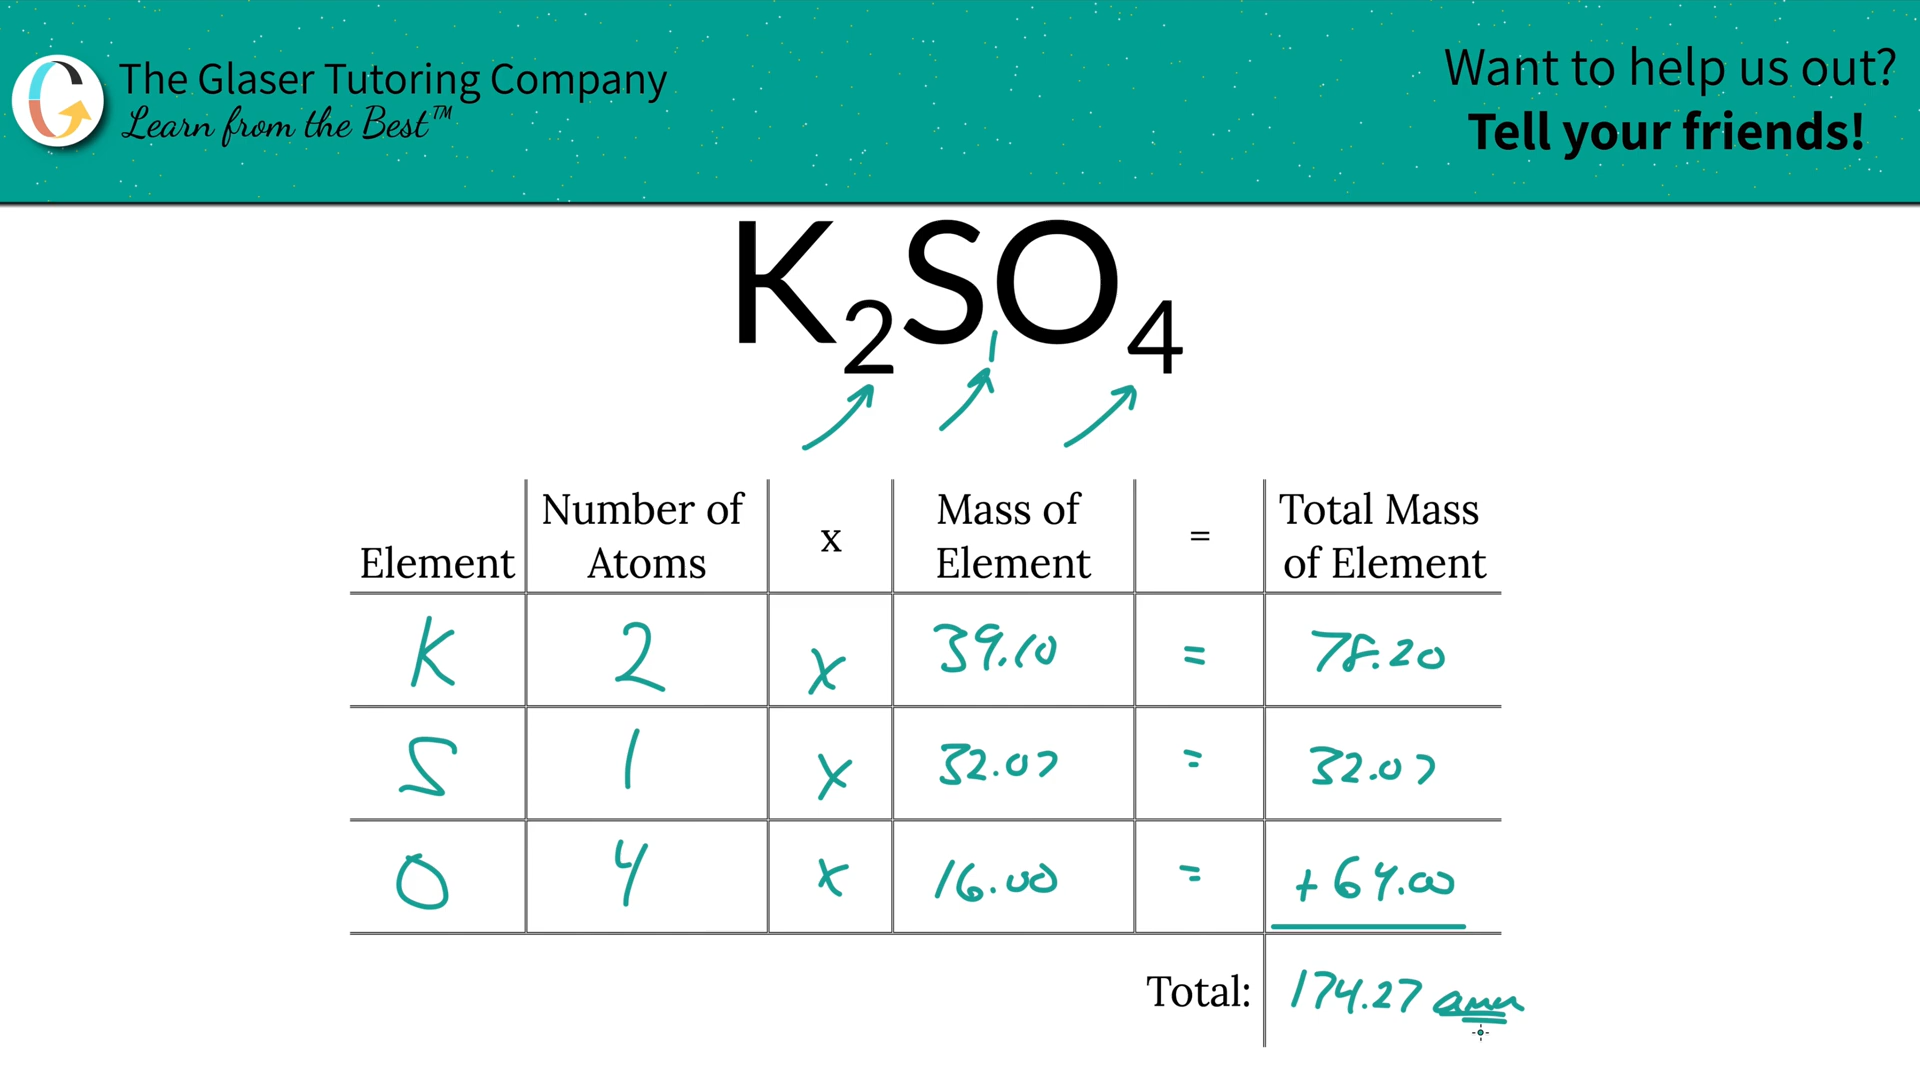 The Glaser Tutoring Company
Learn from the Best™
Want to help us out?
Tell your friends!
K₂SO₄
1
Element Number of Atoms x Mass of Element = Total Mass of Element
K 2 x 39.10 = 78.20
S 1 x 32.07 = 32.07
O 4 x 16.00 = + 64.00
Total: 174.27 amu